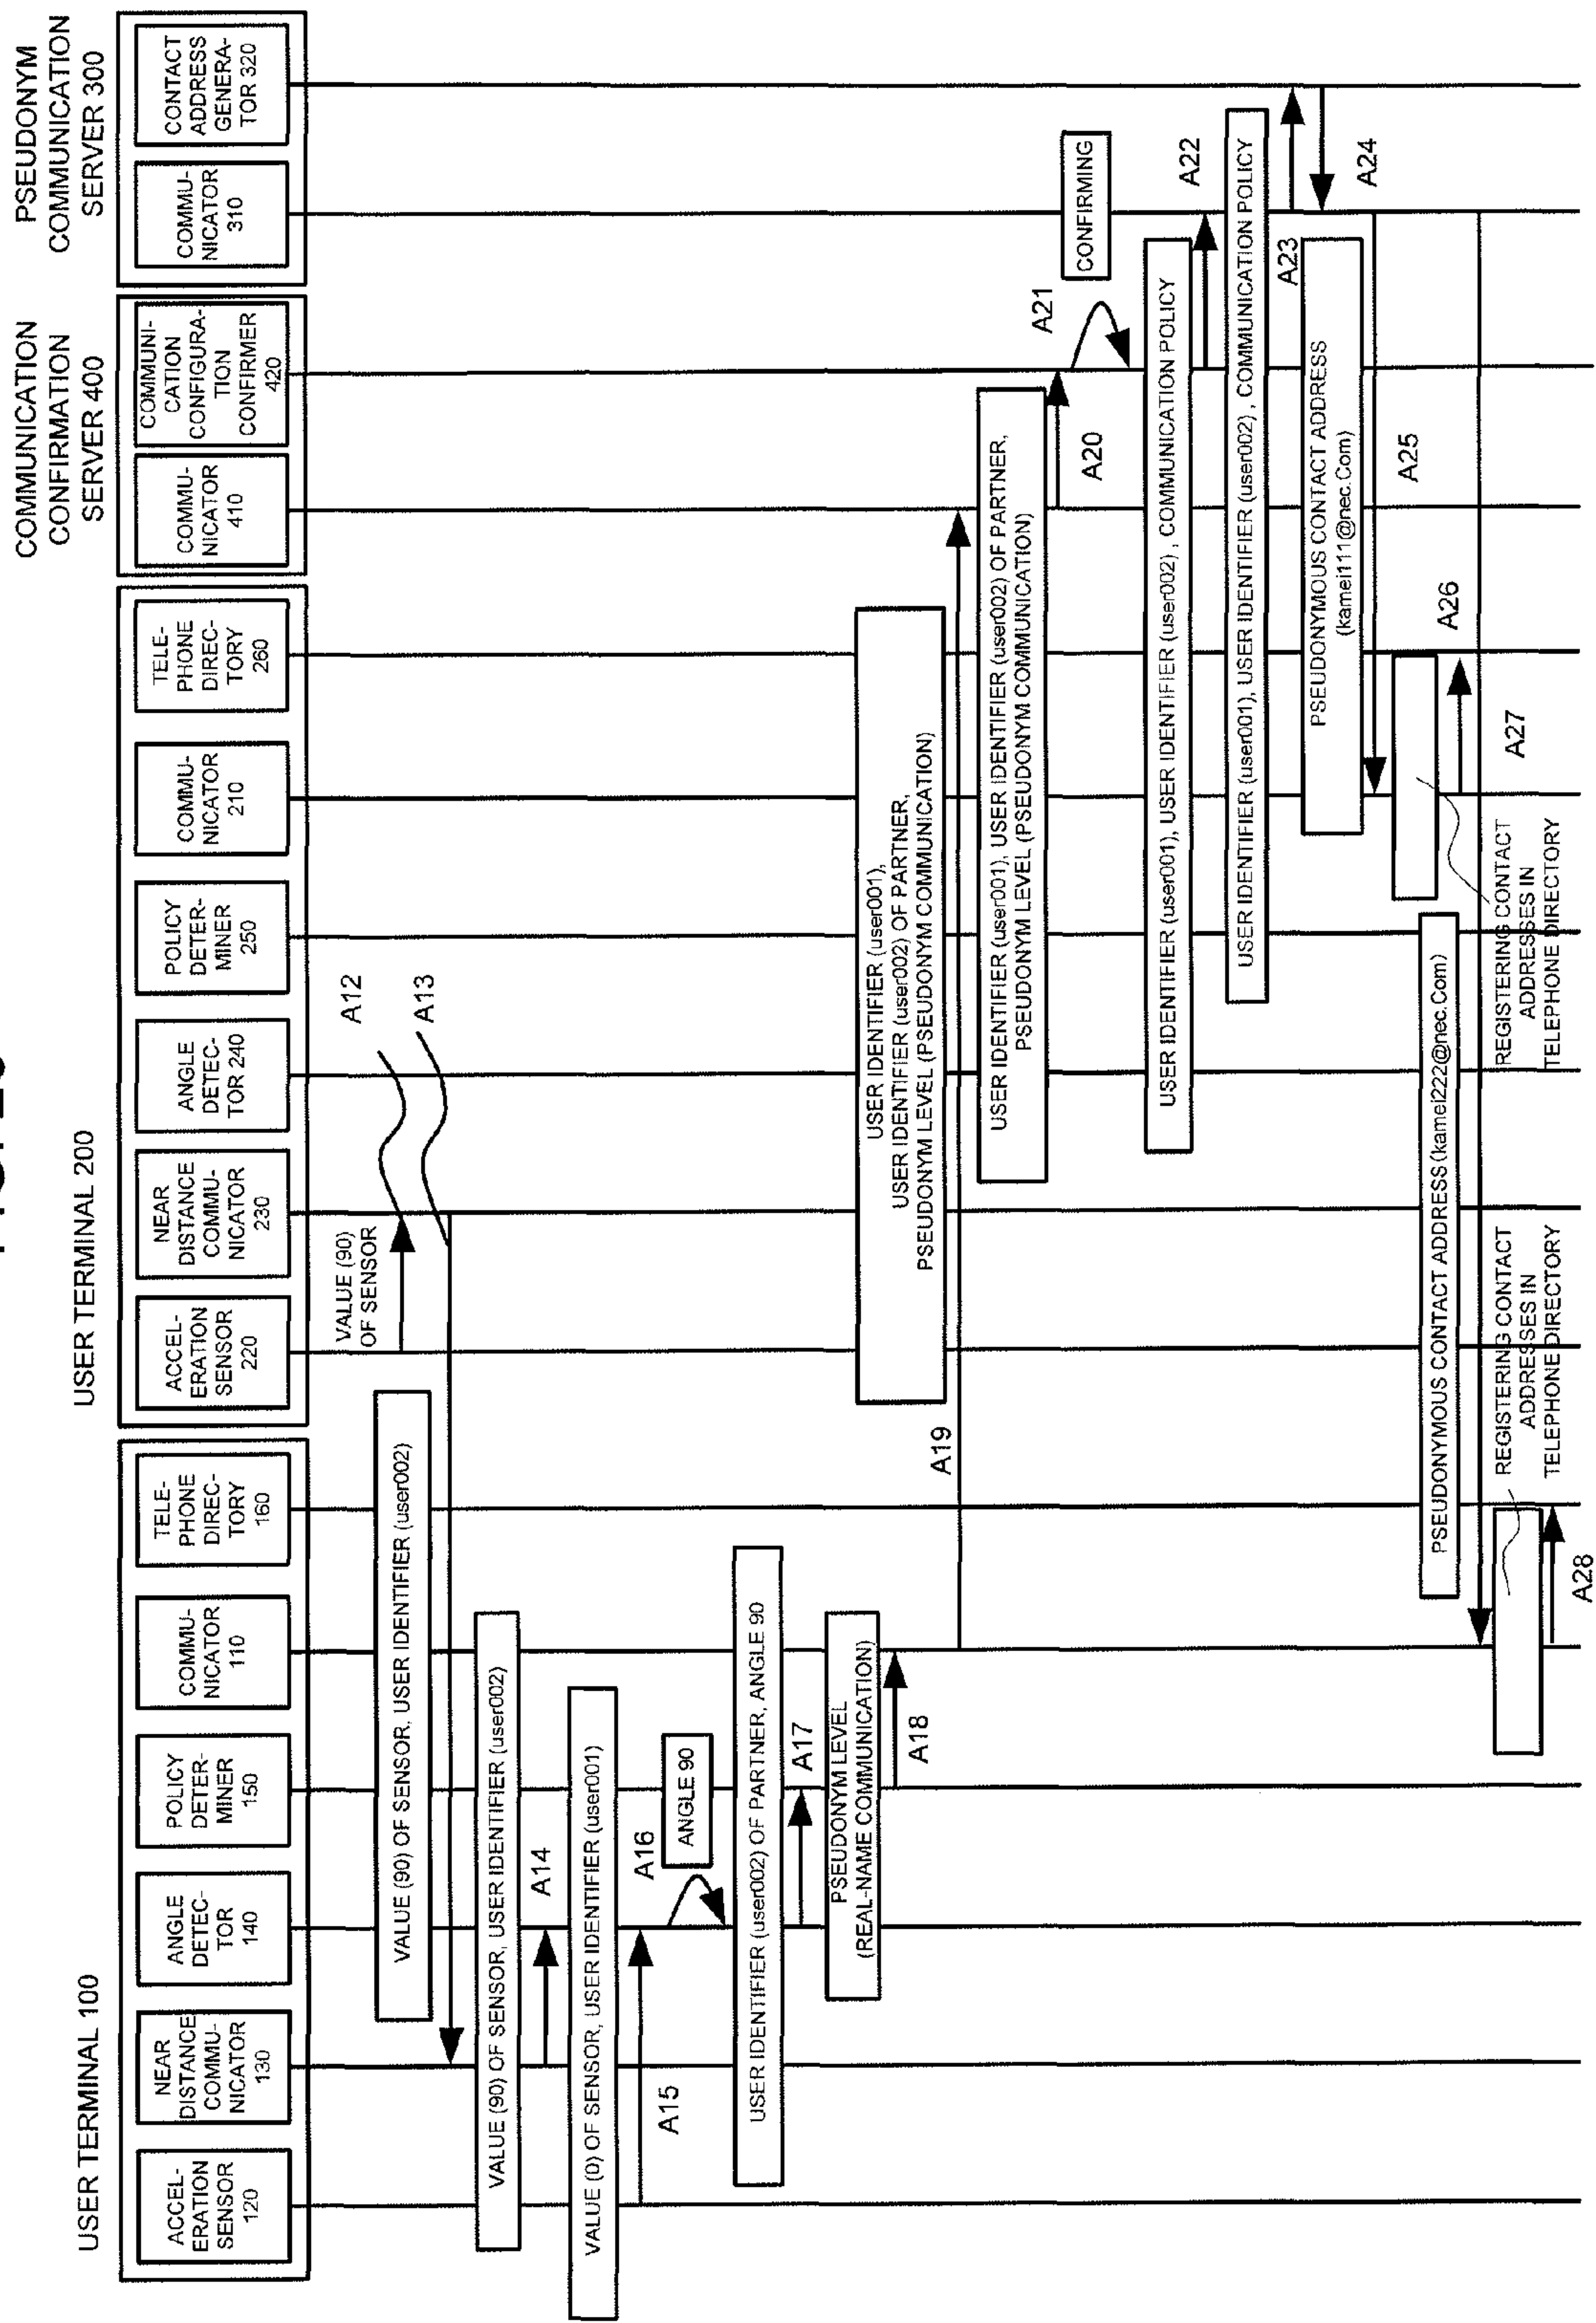 USER TERMINAL 100
USER TERMINAL 200
COMMUNICATION
CONFIRMATION
SERVER 400
PSEUDONYM
COMMUNICATION
SERVER 300
ACCEL-
ERATION
SENSOR
120
NEAR
DISTANCE
COMMU-
NICATOR
130
ANGLE
DETEC-
TOR
140
POLICY
DETER-
MINER
150
COMMU-
NICATOR
110
TELE-
PHONE
DIREC-
TORY
160
ACCEL-
ERATION
SENSOR
220
NEAR
DISTANCE
COMMU-
NICATOR
230
ANGLE
DETEC-
TOR 240
POLICY
DETER-
MINER
250
COMMU-
NICATOR
210
TELE-
PHONE
DIREC-
TORY
260
COMMU-
NICATOR
410
COMMUNI-
CATION
CONFIGURA-
TION
CONFIRMER
420
COMMU-
NICATOR
310
CONTACT
ADDRESS
GENERA-
TOR 320
VALUE (90)
OF SENSOR
A12
A13
VALUE (90) OF SENSOR, USER IDENTIFIER (user002)
VALUE (90) OF SENSOR, USER IDENTIFIER (user002)
A14
VALUE (0) OF SENSOR, USER IDENTIFIER (user001)
A15
A16
ANGLE 90
USER IDENTIFIER (user002) OF PARTNER, ANGLE 90
A17
PSEUDONYM LEVEL
(REAL-NAME COMMUNICATION)
A18
USER IDENTIFIER (user001),
USER IDENTIFIER (user002) OF PARTNER,
PSEUDONYM LEVEL (PSEUDONYM COMMUNICATION)
A19
USER IDENTIFIER (user001), USER IDENTIFIER (user002) OF PARTNER,
PSEUDONYM LEVEL (PSEUDONYM COMMUNICATION)
A20
A21
CONFIRMING
USER IDENTIFIER (user001), USER IDENTIFIER (user002) , COMMUNICATION POLICY
A22
USER IDENTIFIER (user001), USER IDENTIFIER (user002) , COMMUNICATION POLICY
A23
A24
PSEUDONYMOUS CONTACT ADDRESS
(kamei111@nec.Com)
A25
A26
REGISTERING CONTACT
ADDRESSES IN
TELEPHONE DIRECTORY
PSEUDONYMOUS CONTACT ADDRESS (kamei222@nec.Com)
A27
REGISTERING CONTACT
ADDRESSES IN
TELEPHONE DIRECTORY
A28